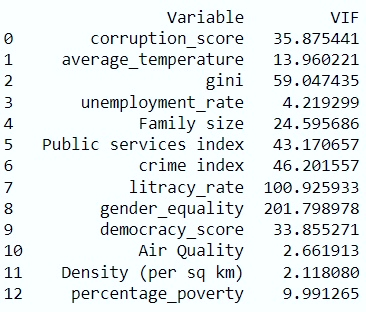 Variable VIF
0 corruption_score 35.875441
1 average_temperature 13.960221
2 gini 59.047435
3 unemployment_rate 4.219299
4 Family size 24.595686
5 Public services index 43.170657
6 crime index 46.201557
7 litracy_rate 100.925933
8 gender_equality 201.798978
9 democracy_score 33.855271
10 Air Quality 2.661913
11 Density (per sq km) 2.118080
12 percentage_poverty 9.991265